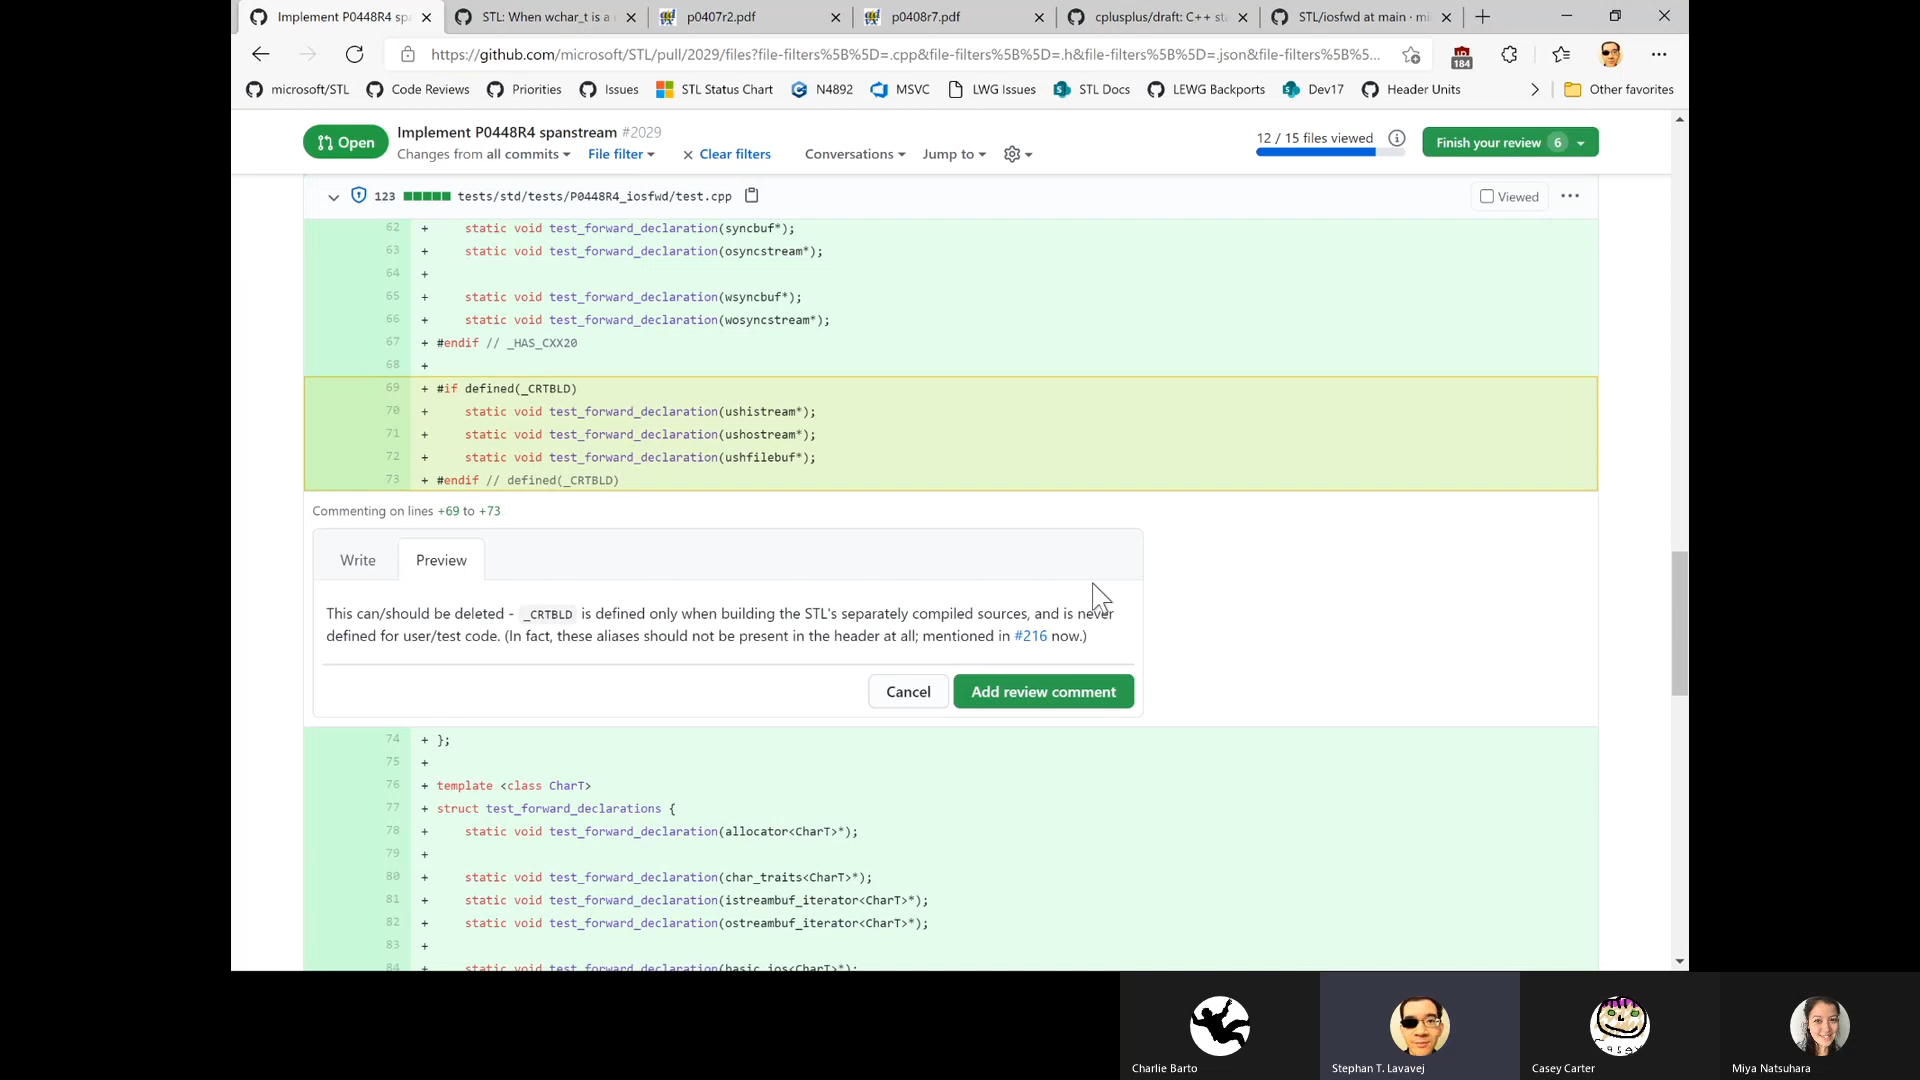 Implement P0448R4 sp
STL: When wchar_t is a
p0407r2.pdf
p0408r7.pdf
cplusplus/draft: C++ st
STL/iosfwd at main · mi
https://github.com/microsoft/STL/pull/2029/files?file-filters%5B%5D=.cpp&file-filters%5B%5D=.h&file-filters%5B%5D=.json&file-filters%5B%5...
184
microsoft/STL
Code Reviews
Priorities
Issues
STL Status Chart
N4892
MSVC
LWG Issues
STL Docs
LEWG Backports
Dev17
Header Units
Other favorites
Open
Implement P0448R4 spanstream #2029
Changes from all commits
File filter
Clear filters
Conversations
Jump to
12 / 15 files viewed
Finish your review 6
123
tests/std/tests/P0448R4_iosfwd/test.cpp
Viewed
62 + static void test_forward_declaration(syncbuf*);
63 + static void test_forward_declaration(osyncstream*);
64 +
65 + static void test_forward_declaration(wsyncbuf*);
66 + static void test_forward_declaration(wosyncstream*);
67 + #endif // _HAS_CXX20
68 +
69 + #if defined(_CRTBLD)
70 + static void test_forward_declaration(ushistream*);
71 + static void test_forward_declaration(ushostream*);
72 + static void test_forward_declaration(ushfilebuf*);
73 + #endif // defined(_CRTBLD)
Commenting on lines +69 to +73
Write
Preview
This can/should be deleted - _CRTBLD is defined only when building the STL's separately compiled sources, and is never
defined for user/test code. (In fact, these aliases should not be present in the header at all; mentioned in #216 now.)
Cancel
Add review comment
74 + };
75 +
76 + template <class CharT>
77 + struct test_forward_declarations {
78 + static void test_forward_declaration(allocator<CharT>*);
79 +
80 + static void test_forward_declaration(char_traits<CharT>*);
81 + static void test_forward_declaration(istreambuf_iterator<CharT>*);
82 + static void test_forward_declaration(ostreambuf_iterator<CharT>*);
83 +
84 + static void test_forward_declaration(basic_ios<CharT>*);
Charlie Barto
Stephan T. Lavavej
Casey Carter
Miya Natsuhara